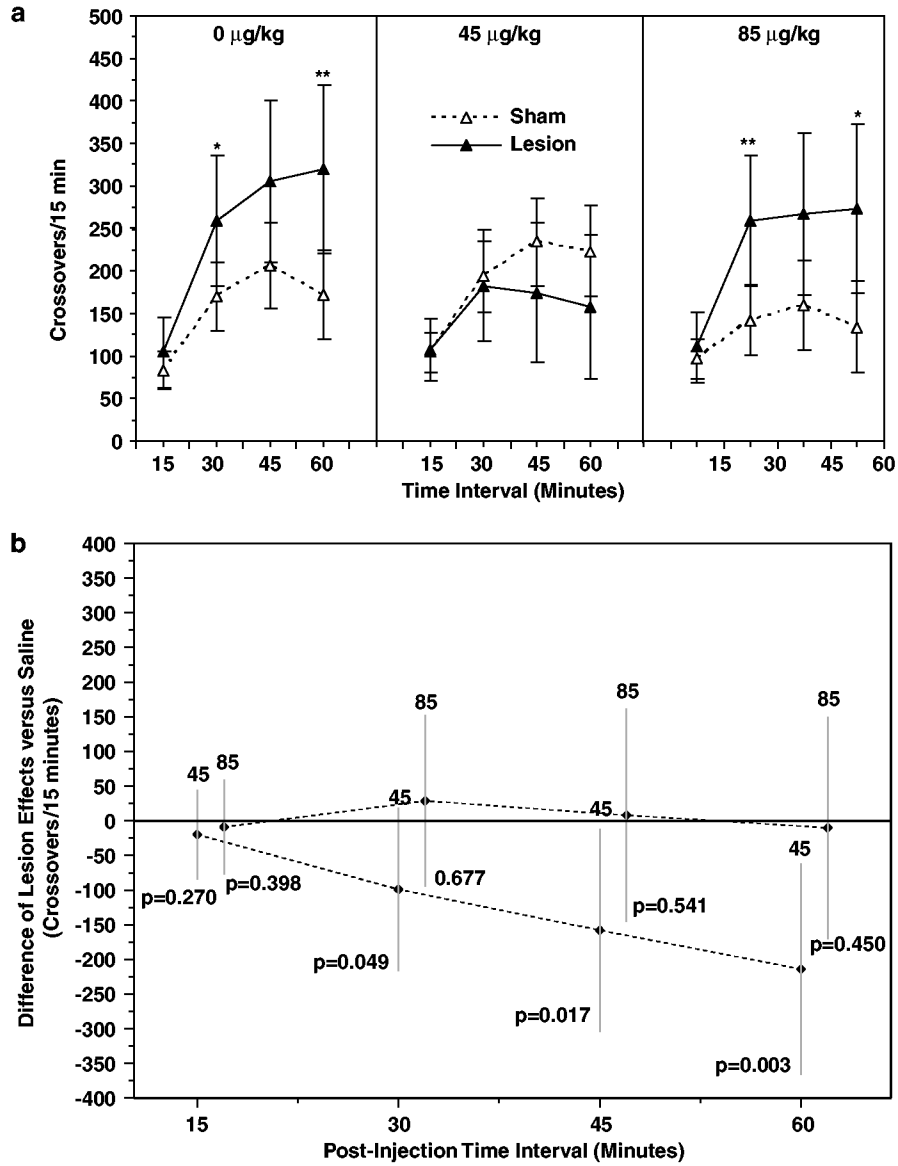 a
0 µg/kg 45 µg/kg 85 µg/kg
500
450
400
350
300
250
200
150
100
50
0
Crossovers/15 min
* **
Sham
Lesion
** *
15 30 45 60 15 30 45 60 15 30 45 60
Time Interval (Minutes)
b
400
350
300
250
200
150
100
50
0
-50
-100
-150
-200
-250
-300
-350
-400
Difference of Lesion Effects versus Saline
(Crossovers/15 minutes)
45 85 45 85 45 85 45 85
p=0.270 p=0.398 p=0.049 0.677 p=0.017 p=0.541 p=0.003 p=0.450
15 30 45 60
Post-Injection Time Interval (Minutes)